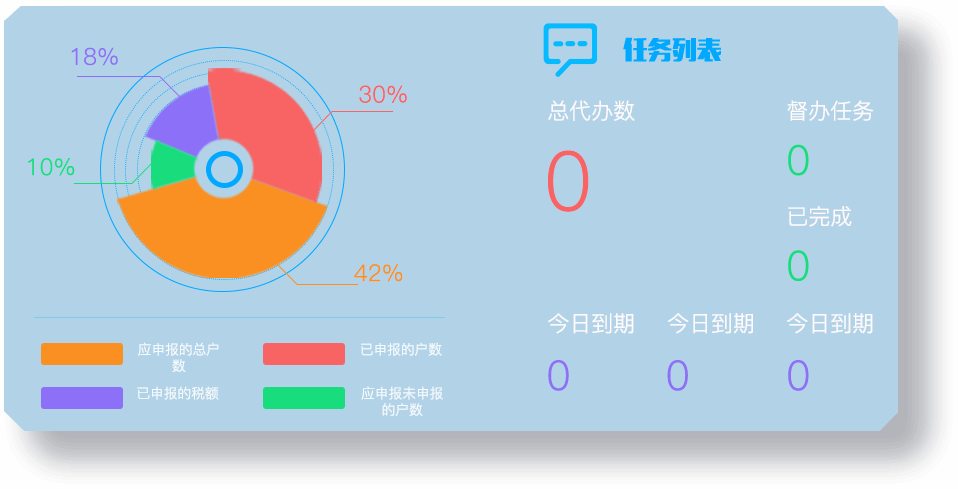 18%
30%
10%
42%
应申报的总户
数
已申报的户数
已申报的税额
应申报未申报
的户数
任务列表
总代办数
督办任务
0
0
已完成
0
今日到期
今日到期
今日到期
0
0
0